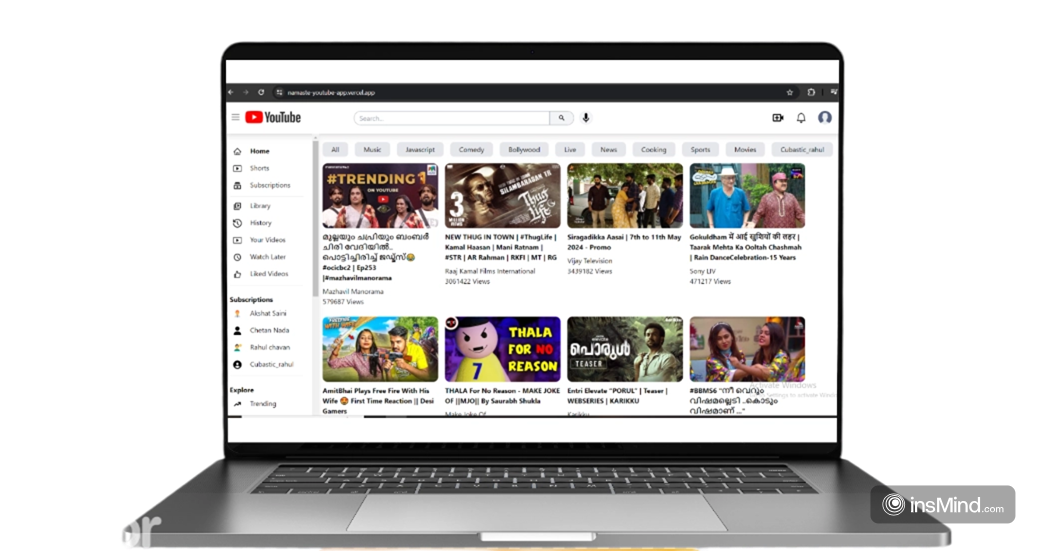 namaste-youtube-app.vercel.app
YouTube
Search...
Home
Shorts
Subscriptions
Library
History
Your Videos
Watch Later
Liked Videos
Subscriptions
Akshat Saini
Chetan Nada
Rahul chavan
Cubastic_rahul
Explore
Trending
All Music Javascript Comedy Bollywood Live News Cooking Sports Movies Cubastic_rahul
#TRENDING 1
ON YOUTUBE
മുല്ലയും ചപ്രിയും ബംബർ
ചിരി വേദിയിൽ..
പൊട്ടിച്ചിരിച്ച് ജഡ്ജസ്😂
#ocicbc2 | Ep253
|#mazhavilmanorama
Mazhavil Manorama
579687 Views
SILAMBARASAN TR
3
MILLION
VIEWS
Thug
Life
NEW THUG IN TOWN | #ThugLife |
Kamal Haasan | Mani Ratnam |
#STR | AR Rahman | RKFI | MT | RG
Raaj Kamal Films International
3061422 Views
Siragadikka Aasai | 7th to 11th May
2024 - Promo
Vijay Television
3439182 Views
Gokuldham में आई खुशियों की लहर |
Taarak Mehta Ka Ooltah Chashmah
| Rain DanceCelebration-15 Years
Sony LIV
471217 Views
AmitBhai Plays Free Fire With His
Wife 😍 First Time Reaction || Desi
Gamers
THALA
FOR NO
REASON
7
THALA For No Reason - MAKE JOKE
OF ||MJO|| By Saurabh Shukla
Make Joke Of
പൊരുൾ
TEASER
Entri Elevate "PORUL" | Teaser |
WEBSERIES | KARIKKU
Karikku
#BBMS6 "നീ വെറും
വിഷമല്ലെടീ ..കൊടും
വിഷമാണ് ..."
Activate Windows
Settings to activate Windows
insMind.com
or